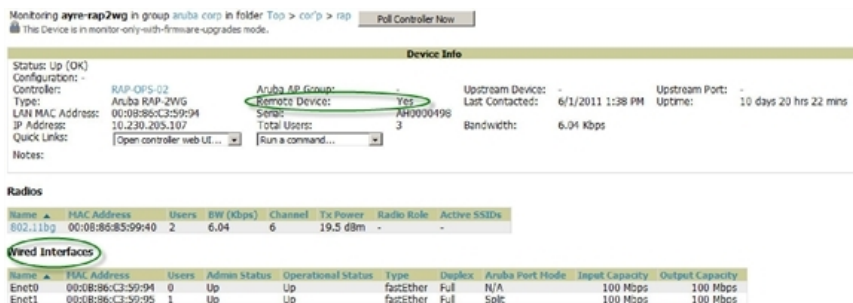 Monitoring ayre-rap2wg in group aruba corp in folder Top > cor'p > rap Poll Controller Now
This Device is in monitor-only-with-firmware-upgrades mode.
Device Info
Status: Up (OK)
Configuration: -
Controller: RAP-OPS-02 Aruba AP Group: - Upstream Device: - Upstream Port: -
Type: Aruba RAP-2WG Remote Device: Yes Last Contacted: 6/1/2011 1:38 PM Uptime: 10 days 20 hrs 22 mins
LAN MAC Address: 00:0B:86:C3:59:94 Serial: AH0000498
IP Address: 10.230.205.107 Total Users: 3 Bandwidth: 6.04 Kbps
Quick Links: Open controller web UI... Run a command...
Notes:
Radios
Name MAC Address Users BW (Kbps) Channel Tx Power Radio Role Active SSIDs
802.11bg 00:0B:86:85:99:40 2 6.04 6 19.5 dBm - -
Wired Interfaces
Name MAC Address Users Admin Status Operational Status Type Duplex Aruba Port Mode Input Capacity Output Capacity
Enet0 00:0B:86:C3:59:94 0 Up Up fastEther Full N/A 100 Mbps 100 Mbps
Enet1 00:0B:86:C3:59:95 1 Up Up fastEther Full Split 100 Mbps 100 Mbps